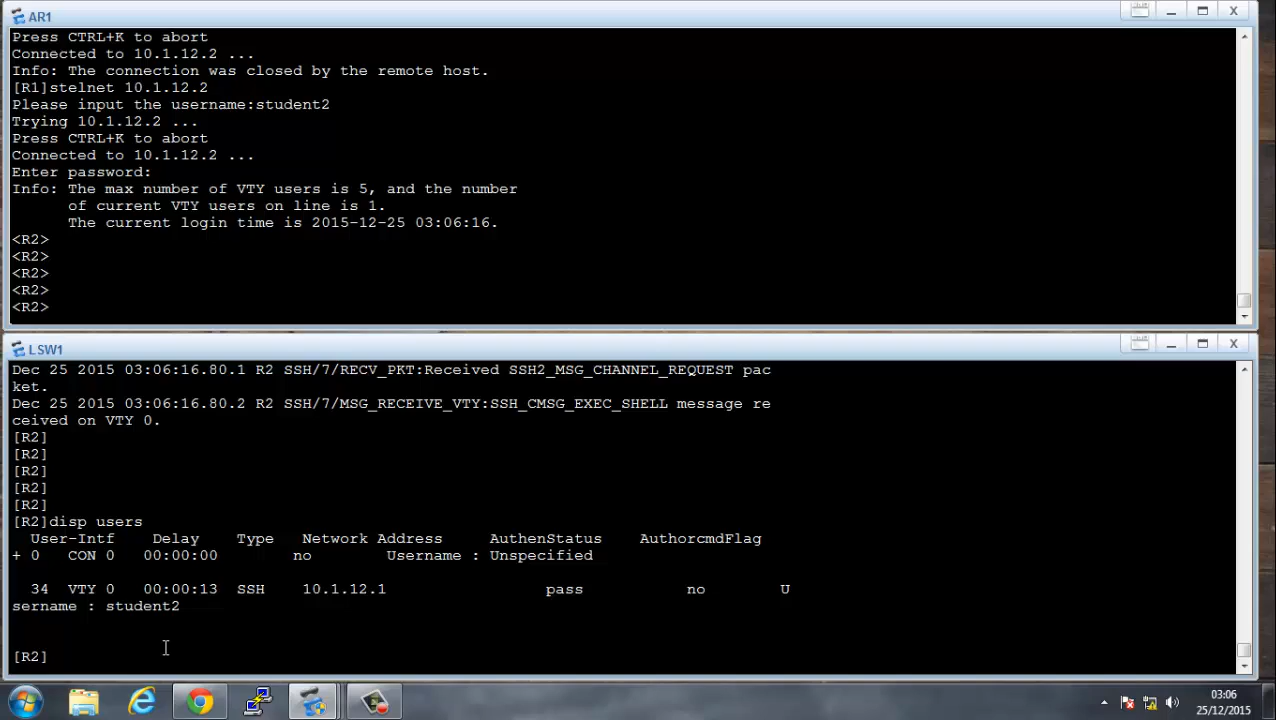 AR1
Press CTRL+K to abort
Connected to 10.1.12.2 ...
Info: The connection was closed by the remote host.
[R1]stelnet 10.1.12.2
Please input the username:student2
Trying 10.1.12.2 ...
Press CTRL+K to abort
Connected to 10.1.12.2 ...
Enter password:
Info: The max number of VTY users is 5, and the number
of current VTY users on line is 1.
The current login time is 2015-12-25 03:06:16.
<R2>
<R2>
<R2>
<R2>
<R2>
LSW1
Dec 25 2015 03:06:16.80.1 R2 SSH/7/RECV_PKT:Received SSH2_MSG_CHANNEL_REQUEST pac
ket.
Dec 25 2015 03:06:16.80.2 R2 SSH/7/MSG_RECEIVE_VTY:SSH_CMSG_EXEC_SHELL message re
ceived on VTY 0.
[R2]
[R2]
[R2]
[R2]
[R2]
[R2]disp users
User-Intf Delay Type Network Address AuthenStatus AuthorcmdFlag
+ 0 CON 0 00:00:00 no Username : Unspecified
34 VTY 0 00:00:13 SSH 10.1.12.1 pass no U
sername : student2
[R2]
03:06
25/12/2015